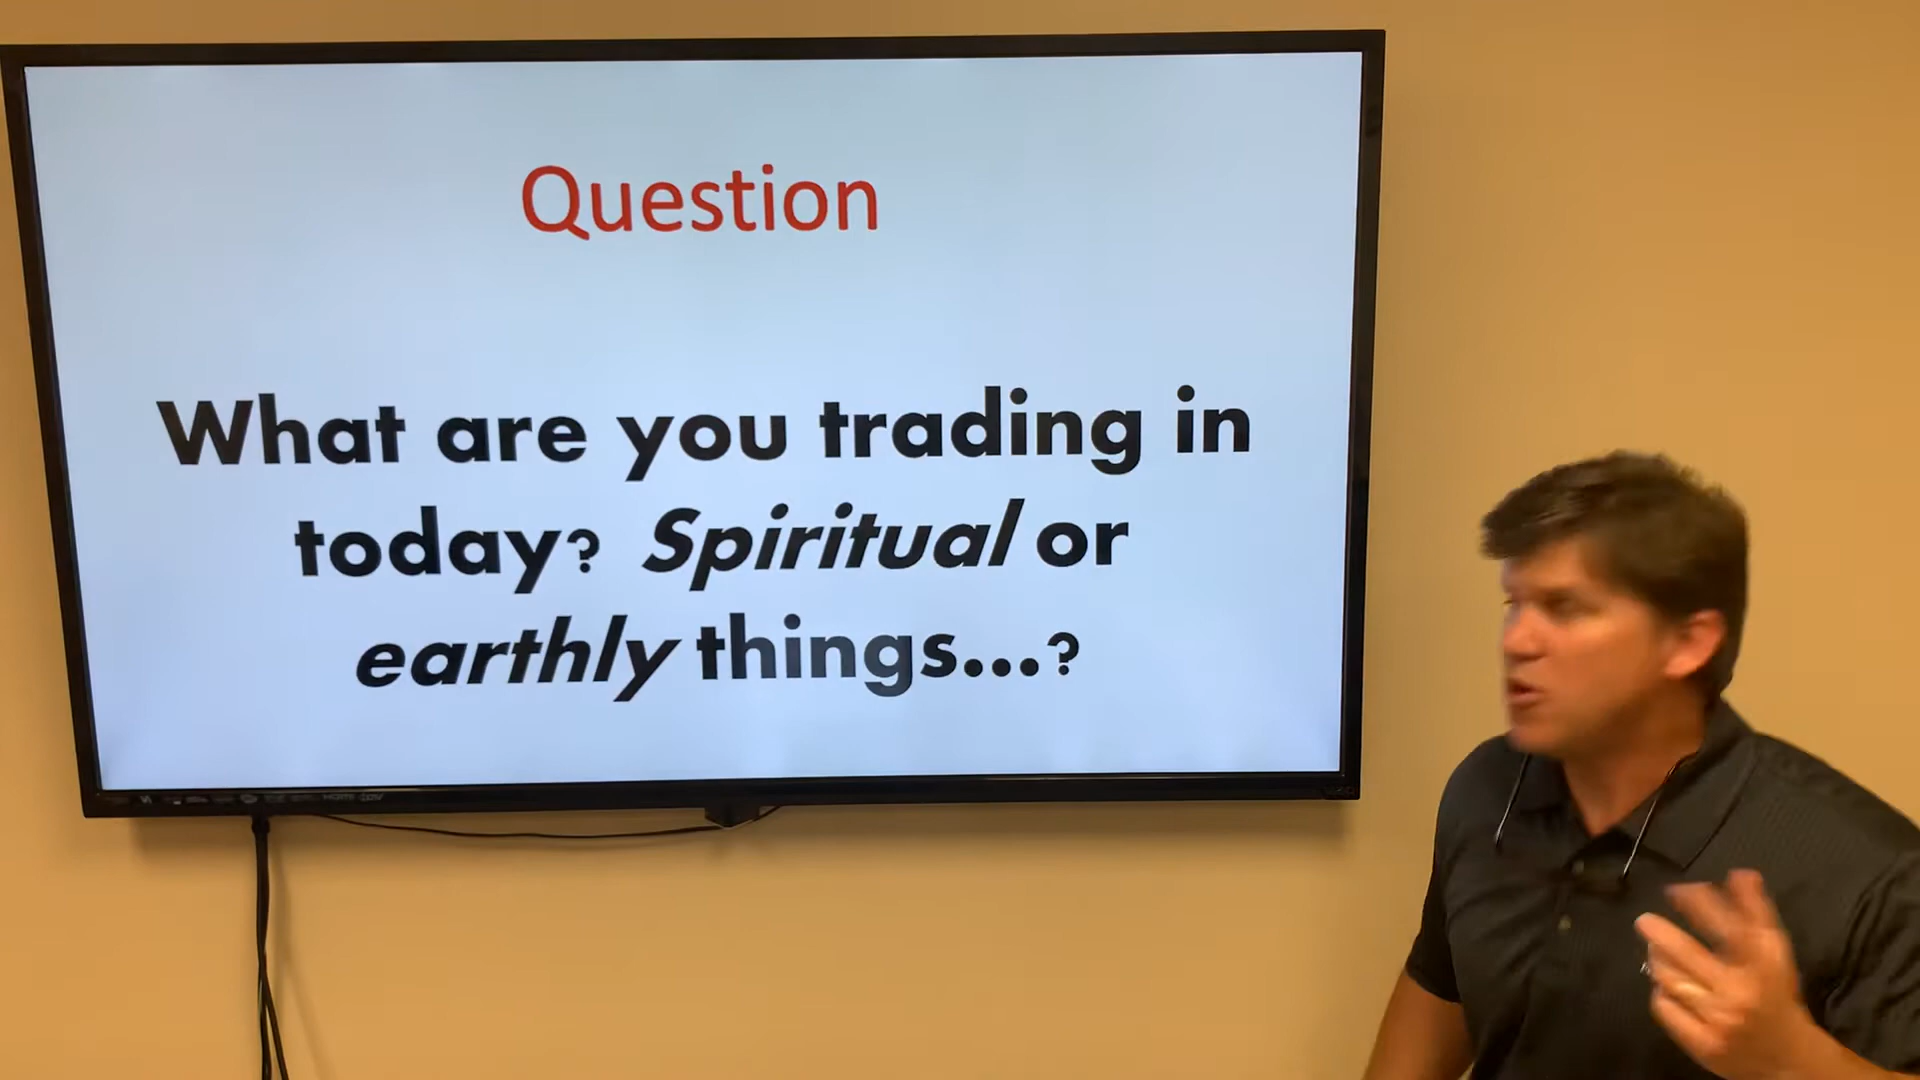 Question
What are you trading in
today? Spiritual or
earthly things...?